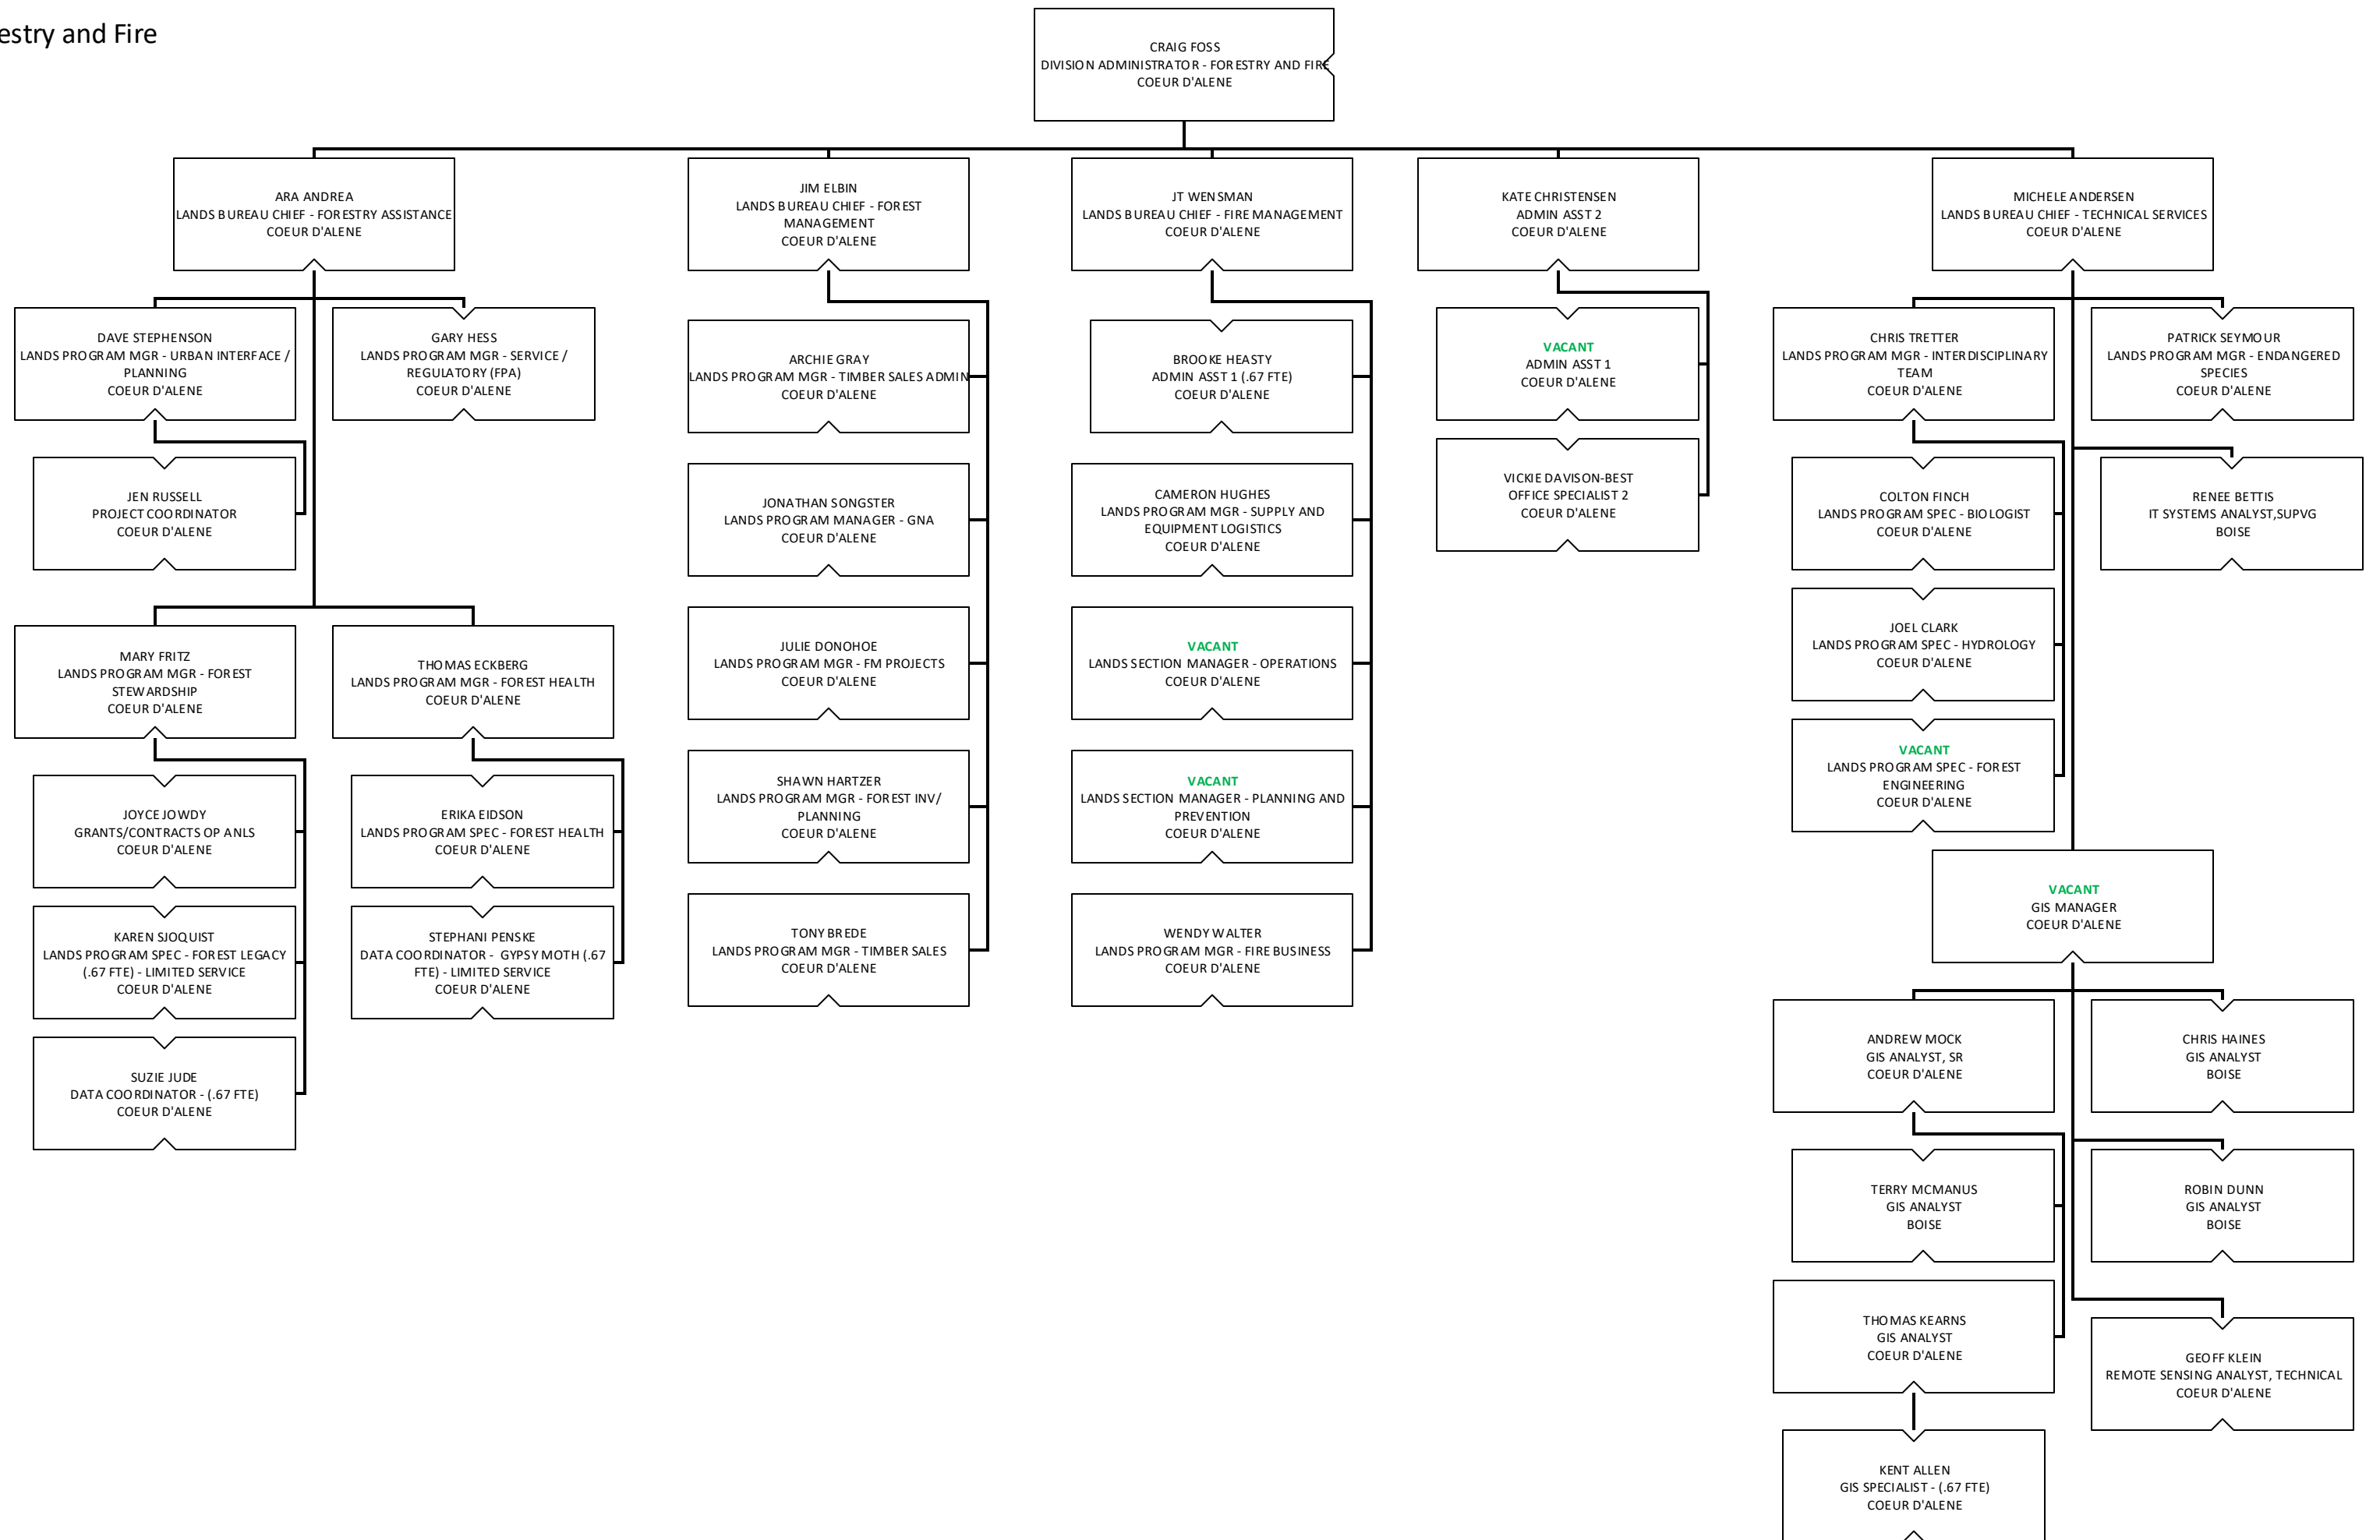 estry and Fire
CRAIG FOSS
DIVISION ADMINISTRATOR - FORESTRY AND FIRE
COEUR D'ALENE
ARA ANDREA
LANDS BUREAU CHIEF - FORESTRY ASSISTANCE
COEUR D'ALENE
JIM ELBIN
LANDS BUREAU CHIEF - FOREST
MANAGEMENT
COEUR D'ALENE
JT WENSMAN
LANDS BUREAU CHIEF - FIRE MANAGEMENT
COEUR D'ALENE
KATE CHRISTENSEN
ADMIN ASST 2
COEUR D'ALENE
MICHELE ANDERSEN
LANDS BUREAU CHIEF - TECHNICAL SERVICES
COEUR D'ALENE
DAVE STEPHENSON
LANDS PROGRAM MGR - URBAN INTERFACE /
PLANNING
COEUR D'ALENE
GARY HESS
LANDS PROGRAM MGR - SERVICE /
REGULATORY (FPA)
COEUR D'ALENE
JEN RUSSELL
PROJECT COORDINATOR
COEUR D'ALENE
MARY FRITZ
LANDS PROGRAM MGR - FOREST
STEWARDSHIP
COEUR D'ALENE
THOMAS ECKBERG
LANDS PROGRAM MGR - FOREST HEALTH
COEUR D'ALENE
JOYCE JOWDY
GRANTS/CONTRACTS OP ANLS
COEUR D'ALENE
KAREN SJOQUIST
LANDS PROGRAM SPEC - FOREST LEGACY
(.67 FTE) - LIMITED SERVICE
COEUR D'ALENE
SUZIE JUDE
DATA COORDINATOR - (.67 FTE)
COEUR D'ALENE
ERIKA EIDSON
LANDS PROGRAM SPEC - FOREST HEALTH
COEUR D'ALENE
STEPHANI PENSKE
DATA COORDINATOR - GYPSY MOTH (.67
FTE) - LIMITED SERVICE
COEUR D'ALENE
ARCHIE GRAY
LANDS PROGRAM MGR - TIMBER SALES ADMIN
COEUR D'ALENE
JONATHAN SONGSTER
LANDS PROGRAM MANAGER - GNA
COEUR D'ALENE
JULIE DONOHOE
LANDS PROGRAM MGR - FM PROJECTS
COEUR D'ALENE
SHAWN HARTZER
LANDS PROGRAM MGR - FOREST INV/
PLANNING
COEUR D'ALENE
TONY BREDE
LANDS PROGRAM MGR - TIMBER SALES
COEUR D'ALENE
BROOKE HEASTY
ADMIN ASST 1 (.67 FTE)
COEUR D'ALENE
CAMERON HUGHES
LANDS PROGRAM MGR - SUPPLY AND
EQUIPMENT LOGISTICS
COEUR D'ALENE
VACANT
LANDS SECTION MANAGER - OPERATIONS
COEUR D'ALENE
VACANT
LANDS SECTION MANAGER - PLANNING AND
PREVENTION
COEUR D'ALENE
WENDY WALTER
LANDS PROGRAM MGR - FIRE BUSINESS
COEUR D'ALENE
VACANT
ADMIN ASST 1
COEUR D'ALENE
VICKIE DAVISON-BEST
OFFICE SPECIALIST 2
COEUR D'ALENE
CHRIS TRETTER
LANDS PROGRAM MGR - INTERDISCIPLINARY
TEAM
COEUR D'ALENE
PATRICK SEYMOUR
LANDS PROGRAM MGR - ENDANGERED
SPECIES
COEUR D'ALENE
COLTON FINCH
LANDS PROGRAM SPEC - BIOLOGIST
COEUR D'ALENE
RENEE BETTIS
IT SYSTEMS ANALYST,SUPVG
BOISE
JOEL CLARK
LANDS PROGRAM SPEC - HYDROLOGY
COEUR D'ALENE
VACANT
LANDS PROGRAM SPEC - FOREST
ENGINEERING
COEUR D'ALENE
VACANT
GIS MANAGER
COEUR D'ALENE
ANDREW MOCK
GIS ANALYST, SR
COEUR D'ALENE
CHRIS HAINES
GIS ANALYST
BOISE
TERRY MCMANUS
GIS ANALYST
BOISE
ROBIN DUNN
GIS ANALYST
BOISE
THOMAS KEARNS
GIS ANALYST
COEUR D'ALENE
GEOFF KLEIN
REMOTE SENSING ANALYST, TECHNICAL
COEUR D'ALENE
KENT ALLEN
GIS SPECIALIST - (.67 FTE)
COEUR D'ALENE